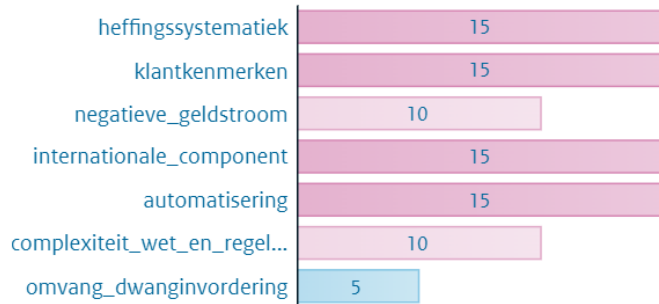 heffingssystematiek 15
klantkenmerken 15
negatieve_geldstroom 10
internationale_component 15
automatisering 15
complexiteit_wet_en_regel... 10
omvang_dwanginvordering 5